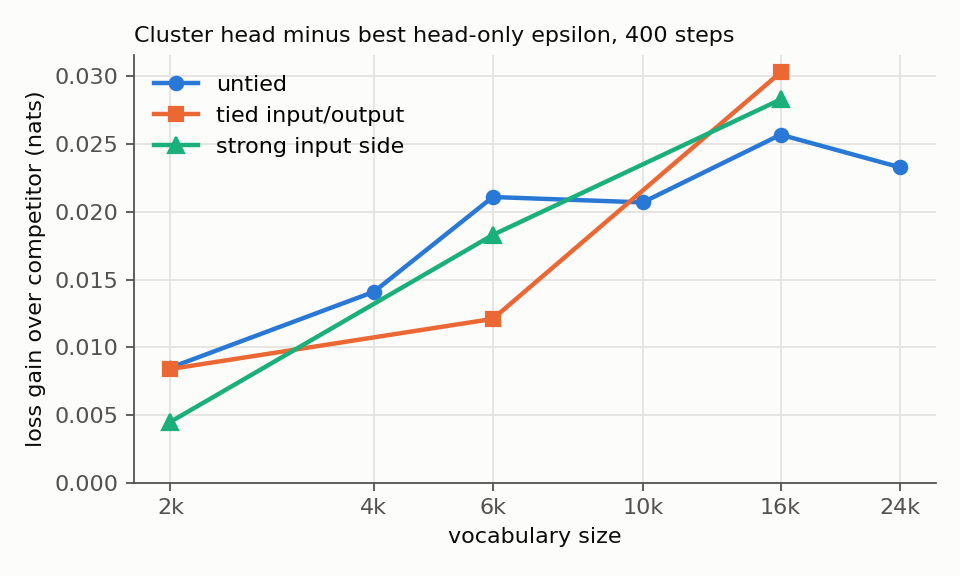 Cluster head minus best head-only epsilon, 400 steps
loss gain over competitor (nats)
0.030
0.025
0.020
0.015
0.010
0.005
0.000
untied
tied input/output
strong input side
2k 4k 6k 10k 16k 24k
vocabulary size